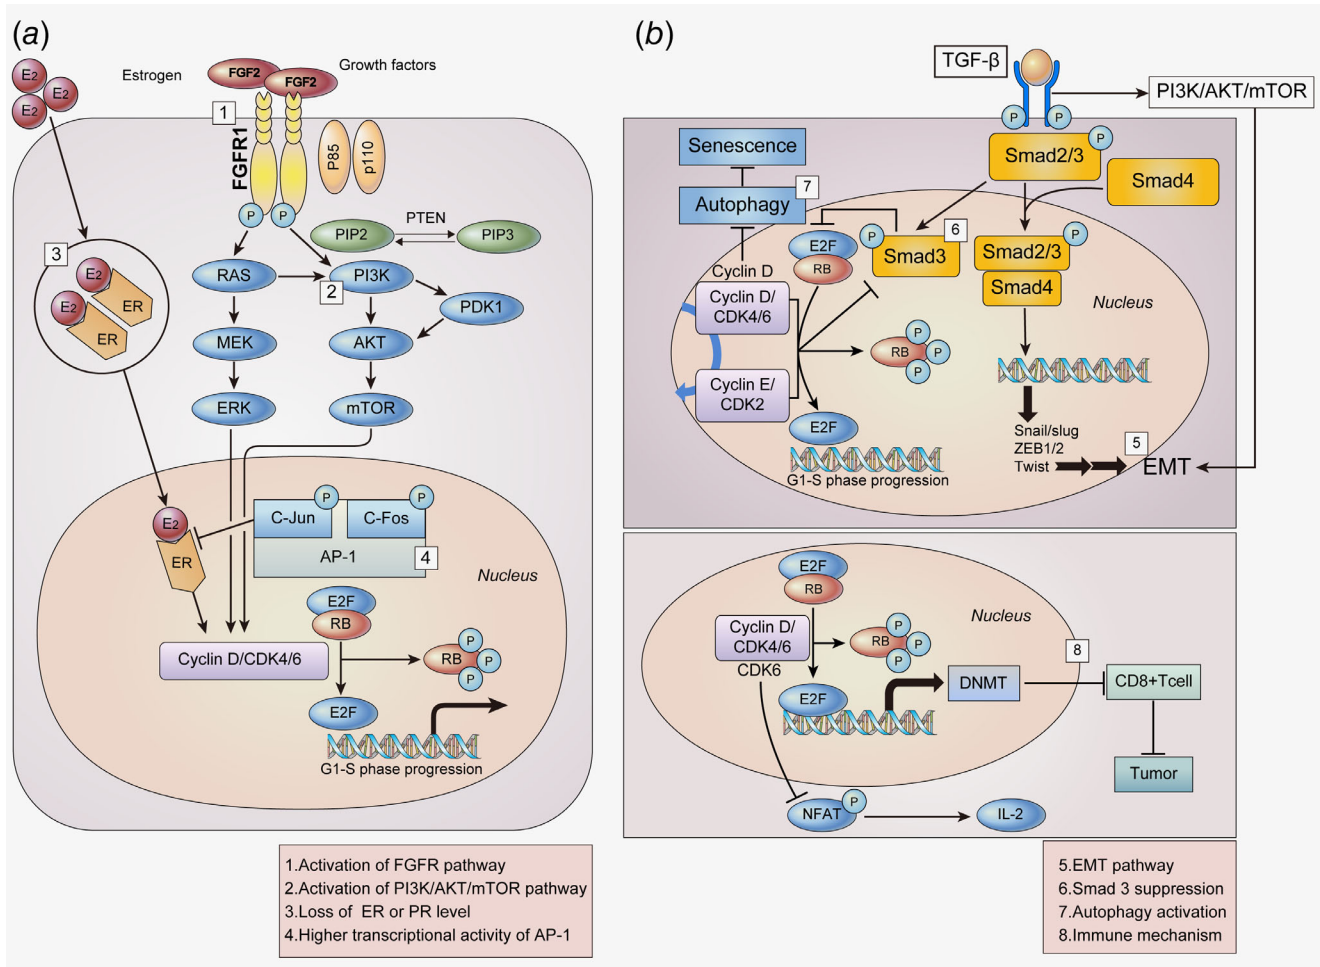 (a)
E2
E2
E2
Estrogen
FGF2
FGF2
Growth factors
1
FGFR1
P85
p110
P
P
PIP2
PTEN
PIP3
3
E2
ER
E2
ER
RAS
2
PI3K
PDK1
MEK
AKT
ERK
mTOR
E2
ER
P
P
C-Jun
C-Fos
AP-1
4
Nucleus
E2F
RB
Cyclin D/CDK4/6
P
RB
P
P
E2F
G1-S phase progression
1.Activation of FGFR pathway
2.Activation of PI3K/AKT/mTOR pathway
3.Loss of ER or PR level
4.Higher transcriptional activity of AP-1
(b)
TGF-β
PI3K/AKT/mTOR
P
P
P
Smad2/3
Smad4
Senescence
7
Autophagy
E2F
RB
P
6
Smad3
P
Smad2/3
Smad4
Nucleus
Cyclin D
Cyclin D/
CDK4/6
P
RB
P
P
Cyclin E/
CDK2
E2F
G1-S phase progression
Snail/slug
ZEB1/2
Twist
5
EMT
E2F
RB
Nucleus
Cyclin D/
CDK4/6
CDK6
P
RB
P
P
8
E2F
DNMT
CD8+Tcell
Tumor
P
NFAT
IL-2
5.EMT pathway
6.Smad 3 suppression
7.Autophagy activation
8.Immune mechanism